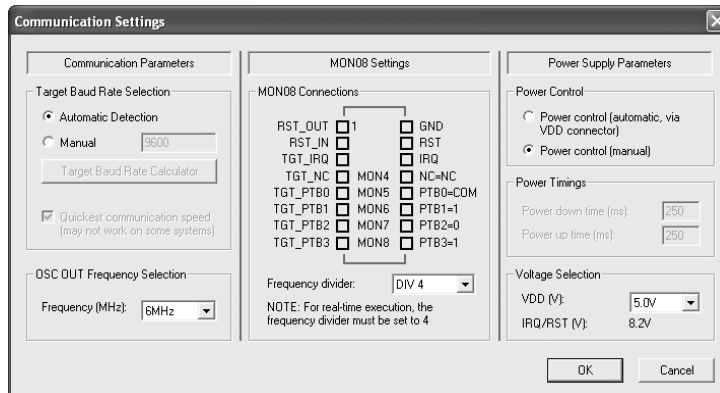 Communication Settings
Communication Parameters
Target Baud Rate Selection
Automatic Detection
Manual 9600
Target Baud Rate Calculator
Quickest communication speed
(may not work on some systems)
OSC OUT Frequency Selection
Frequency (MHz): 6MHz
MON08 Settings
MON08 Connections
RST_OUT 1 GND
RST_IN RST
TGT_IRQ IRQ
TGT_NC MON4 NC=NC
TGT_PTB0 MON5 PTB0=COM
TGT_PTB1 MON6 PTB1=1
TGT_PTB2 MON7 PTB2=0
TGT_PTB3 MON8 PTB3=1
Frequency divider: DIV 4
NOTE: For real-time execution, the
frequency divider must be set to 4
Power Supply Parameters
Power Control
Power control (automatic, via
VDD connector)
Power control (manual)
Power Timings
Power down time (ms): 250
Power up time (ms): 250
Voltage Selection
VDD (V): 5.0V
IRQ/RST (V): 8.2V
OK Cancel